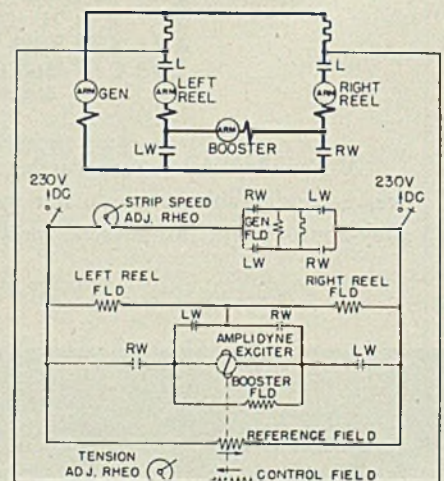 L
L
ARM
GEN
ARM
LEFT
REEL
ARM
RIGHT
REEL
ARM
BOOSTER
LW
RW
230V
DC
STRIP SPEED
ADJ. RHEO
RW
LW
GEN
FLD
LW
RW
230V
DC
LEFT REEL
FLD
RIGHT REEL
FLD
LW
RW
RW
AMPLIDYNE
EXCITER
LW
BOOSTER
FLD
REFERENCE FIELD
TENSION
ADJ. RHEO
CONTROL FIELD